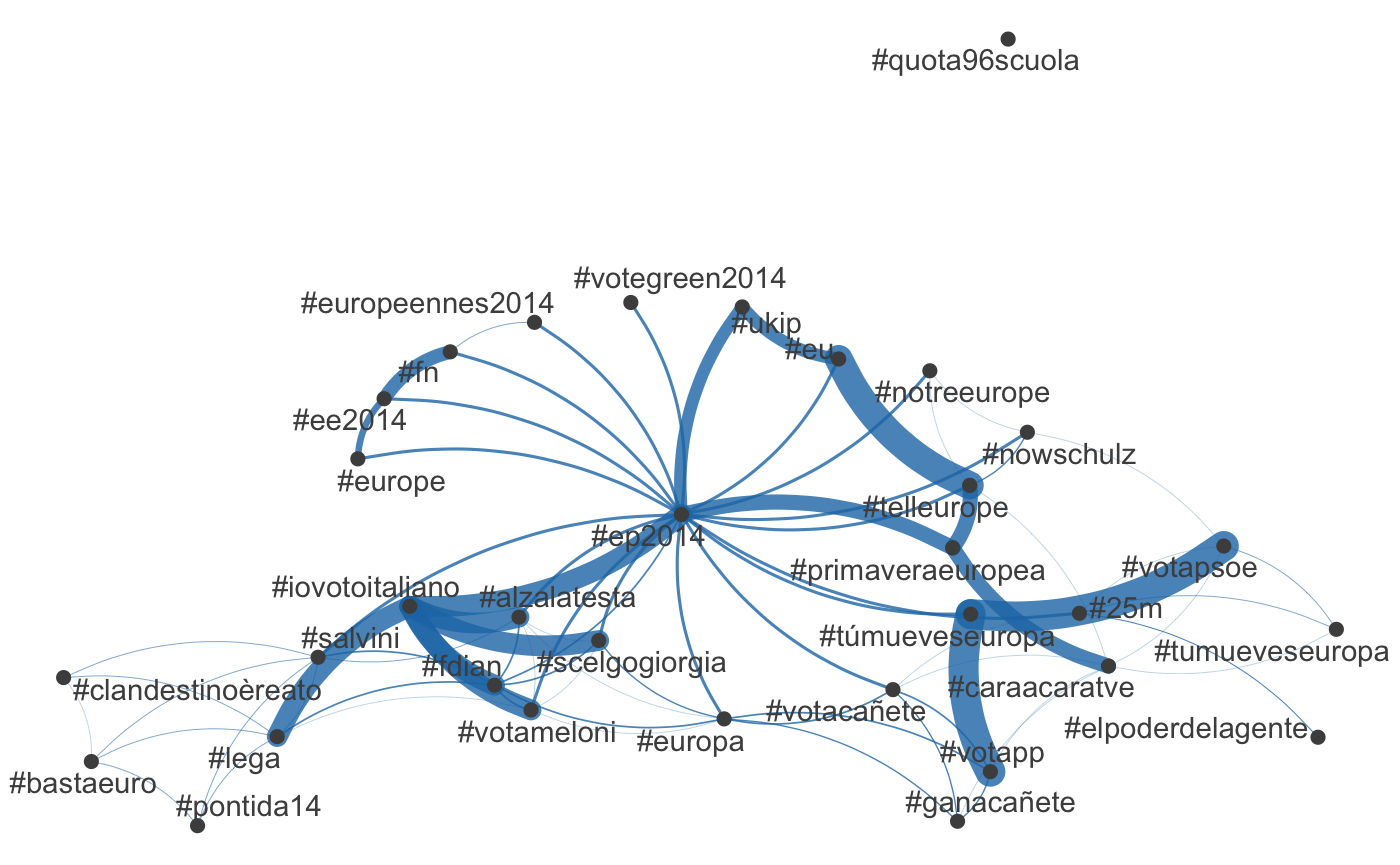 #quota96scuola
#votegreen2014
#europeennes2014
#ukip
#eu
#fn
#notreeurope
#ee2014
#nowschulz
#europe
#telleurope
#ep2014
#primaveraeuropea
#votapsoe
#iovotoitaliano
#alzalatesta
#25m
#salvini
#túmueveseuropa
#tumueveseuropa
#fdian
#scelgogiorgia
#clandestinoèreato
#caraacaratve
#votacañete
#elpoderdelagente
#votameloni
#europa
#votapp
#lega
#bastaeuro
#pontida14
#ganacañete